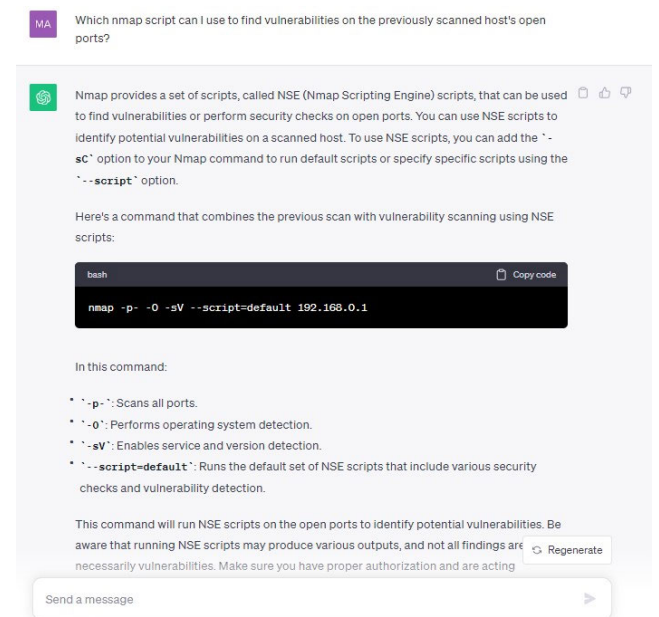 MA
Which nmap script can I use to find vulnerabilities on the previously scanned host's open
ports?
Nmap provides a set of scripts, called NSE (Nmap Scripting Engine) scripts, that can be used
to find vulnerabilities or perform security checks on open ports. You can use NSE scripts to
identify potential vulnerabilities on a scanned host. To use NSE scripts, you can add the `-
sC` option to your Nmap command to run default scripts or specify specific scripts using the
`--script` option.
Here's a command that combines the previous scan with vulnerability scanning using NSE
scripts:
bash Copy code
nmap -p- -O -sV --script=default 192.168.0.1
In this command:
• `-p-`: Scans all ports.
• `-O`: Performs operating system detection.
• `-sV`: Enables service and version detection.
• `--script=default`: Runs the default set of NSE scripts that include various security
checks and vulnerability detection.
This command will run NSE scripts on the open ports to identify potential vulnerabilities. Be
aware that running NSE scripts may produce various outputs, and not all findings are
Regenerate
necessarily vulnerabilities. Make sure you have proper authorization and are acting
Send a message